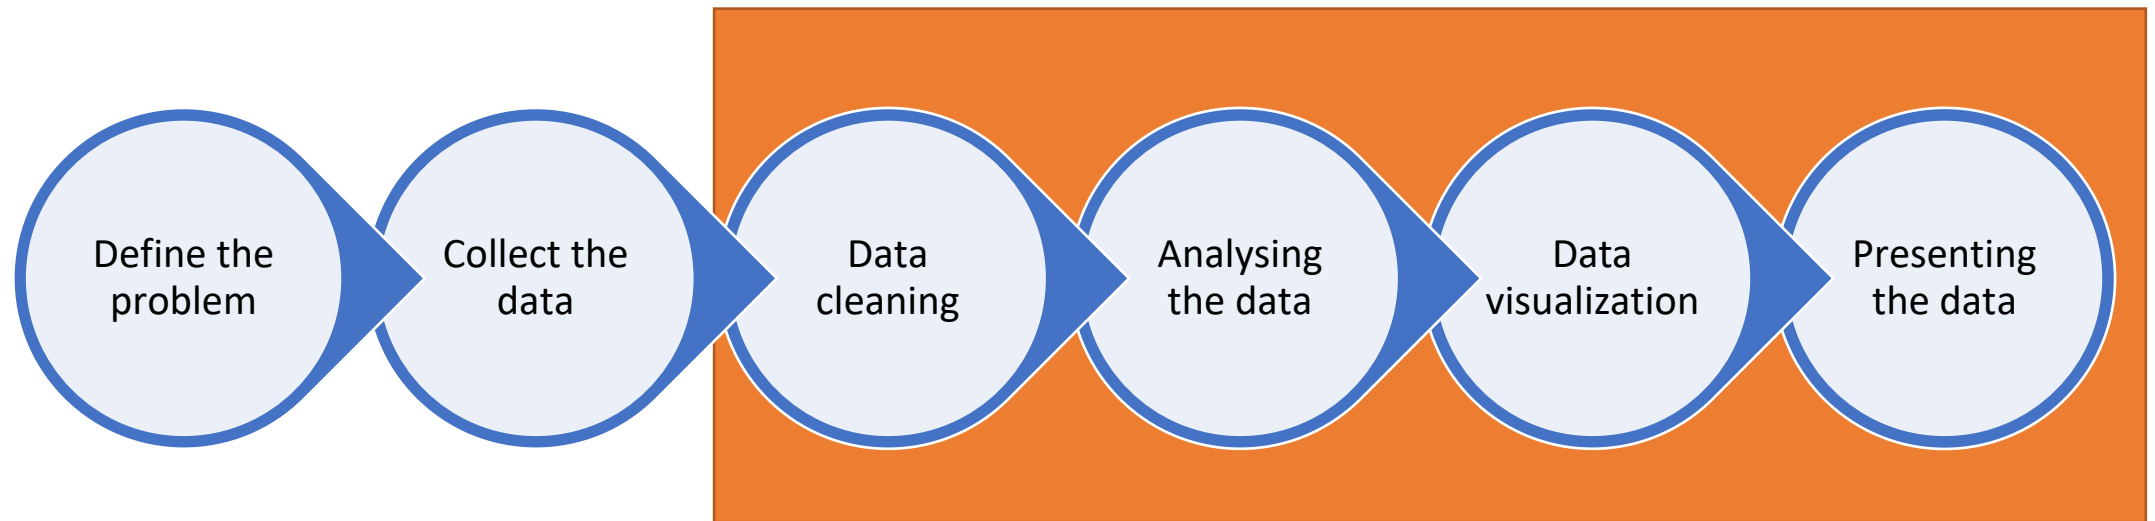 Define the
problem
Collect the
data
Data
cleaning
Analysing
the data
Data
visualization
Presenting
the data